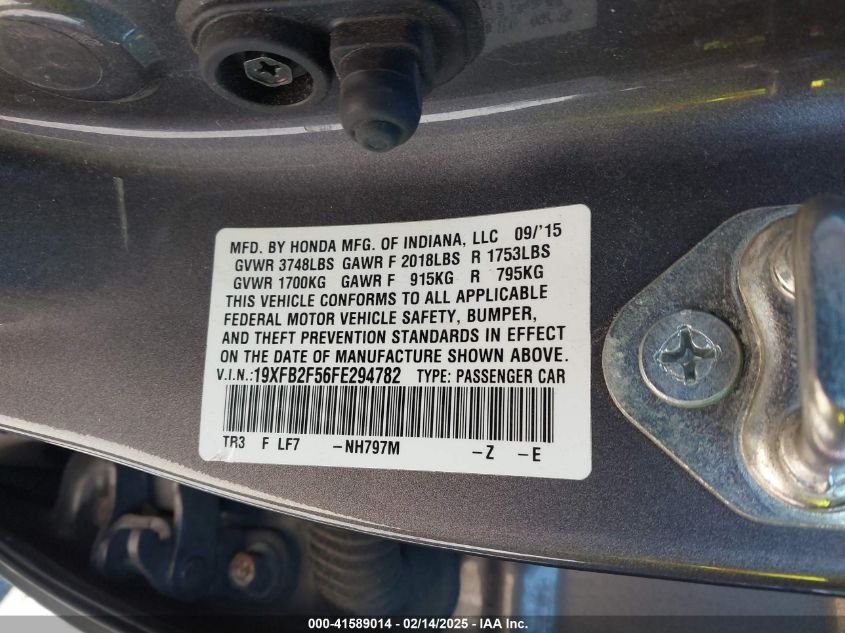 MFD. BY HONDA MFG. OF INDIANA, LLC 09/'15
GVWR 3748LBS GAWR F 2018LBS R 1753LBS
GVWR 1700KG GAWR F 915KG R 795KG
THIS VEHICLE CONFORMS TO ALL APPLICABLE
FEDERAL MOTOR VEHICLE SAFETY, BUMPER,
AND THEFT PREVENTION STANDARDS IN EFFECT
ON THE DATE OF MANUFACTURE SHOWN ABOVE.
V.I.N.:19XFB2F56FE294782 TYPE: PASSENGER CAR
TR3 F LF7 -NH797M -Z -E
000-41589014 - 02/14/2025 - IAA Inc.